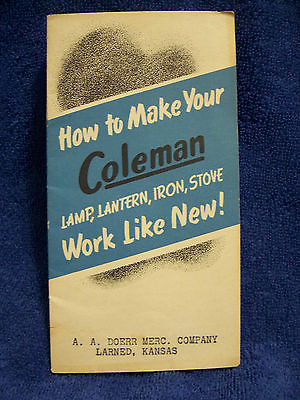 How to Make Your
Coleman
LAMP, LANTERN, IRON, STOVE
Work Like New!
A. A. DOERR MERC. COMPANY
LARNED, KANSAS